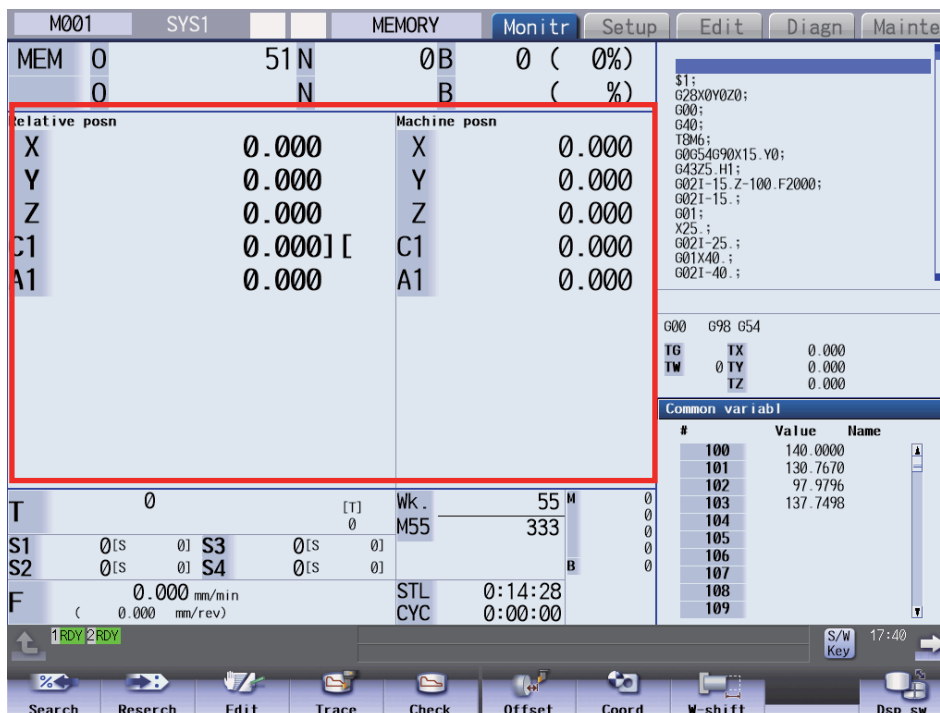 M001 SYS1 MEMORY Monitr Setup Edit Diagn Mainte
MEM O 51 N 0 B 0 ( 0%)
O N B ( %)
$1;
G28X0Y0Z0;
G00;
G40;
T8M6;
G0G54G90X15.Y0;
G43Z5.H1;
G02I-15.Z-100.F2000;
G02I-15.;
G01;
X25.;
G02I-25.;
G01X40.;
G02I-40.;
Relative posn Machine posn
X 0.000 X 0.000
Y 0.000 Y 0.000
Z 0.000 Z 0.000
C1 0.000][ C1 0.000
A1 0.000 A1 0.000
G00 G98 G54
TG TX 0.000
TW 0 TY 0.000
TZ 0.000
Common variabl
# Value Name
100 140.0000
101 130.7670
102 97.9796
103 137.7498
104
105
106
107
108
109
T 0 [T] 0
Wk. 55 M 0
M55 333 0
0
0
B 0
S1 0[S 0] S3 0[S 0]
S2 0[S 0] S4 0[S 0]
F 0.000 mm/min
( 0.000 mm/rev)
STL 0:14:28
CYC 0:00:00
1 RDY 2 RDY S/W Key 17:40
Search Reserch Edit Trace Check Offset Coord W-shift Dsp sw